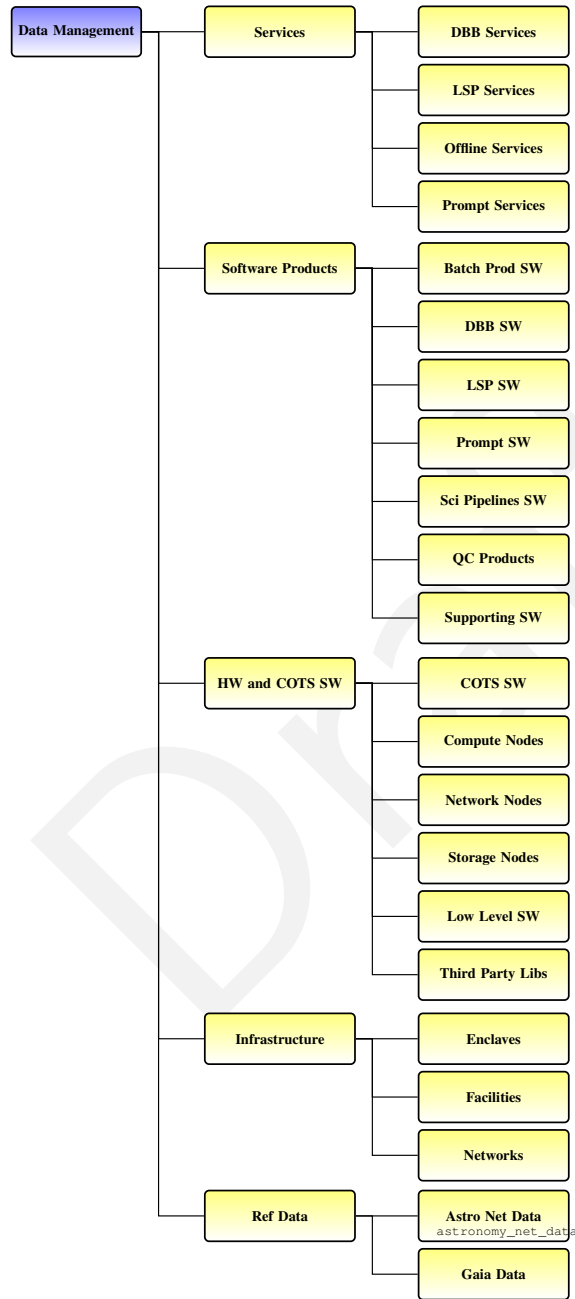 Data Management
Services
DBB Services
LSP Services
Offline Services
Prompt Services
Software Products
Batch Prod SW
DBB SW
LSP SW
Prompt SW
Sci Pipelines SW
QC Products
Supporting SW
HW and COTS SW
COTS SW
Compute Nodes
Network Nodes
Storage Nodes
Low Level SW
Third Party Libs
Infrastructure
Enclaves
Facilities
Networks
Ref Data
Astro Net Data
astronomy_net_data
Gaia Data